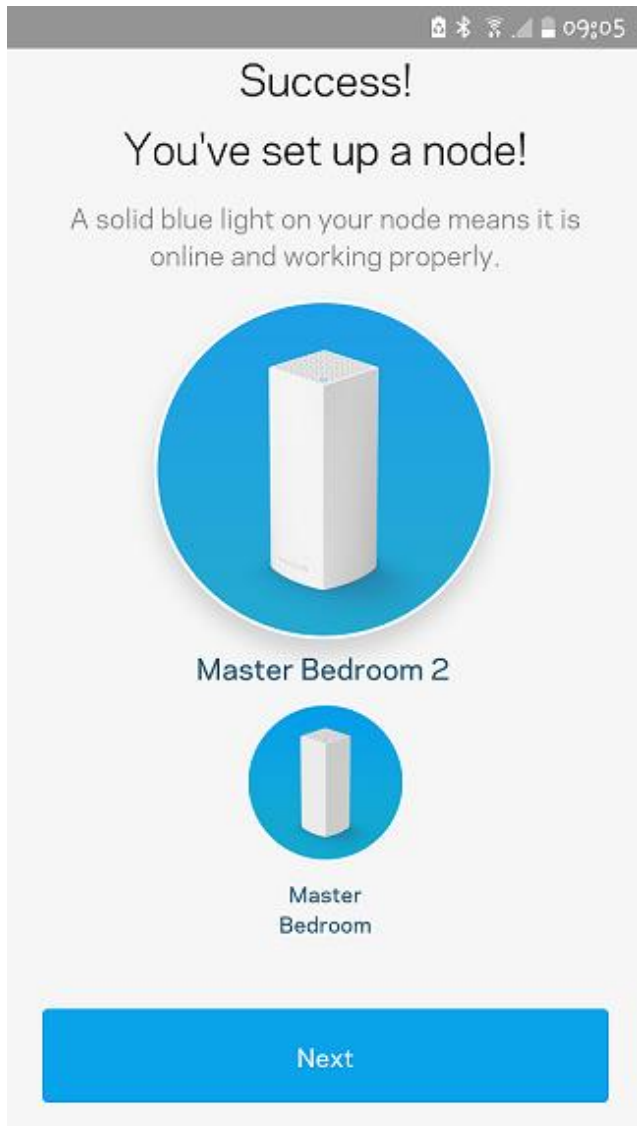 09:05
Success!
You've set up a node!
A solid blue light on your node means it is
online and working properly.
Master Bedroom 2
Master
Bedroom
Next